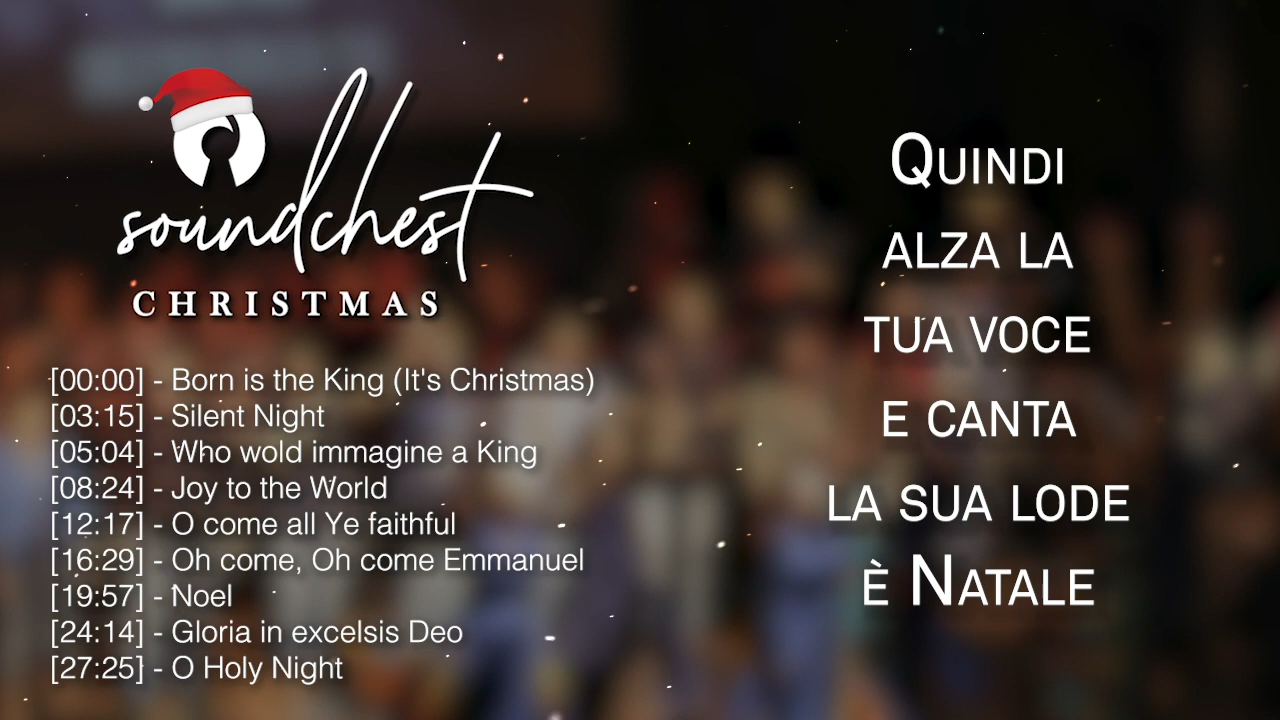 soundchest
CHRISTMAS
[00:00] - Born is the King (It's Christmas)
[03:15] - Silent Night
[05:04] - Who wold immagine a King
[08:24] - Joy to the World
[12:17] - O come all Ye faithful
[16:29] - Oh come, Oh come Emmanuel
[19:57] - Noel
[24:14] - Gloria in excelsis Deo
[27:25] - O Holy Night
QUINDI
ALZA LA
TUA VOCE
E CANTA
LA SUA LODE
È NATALE